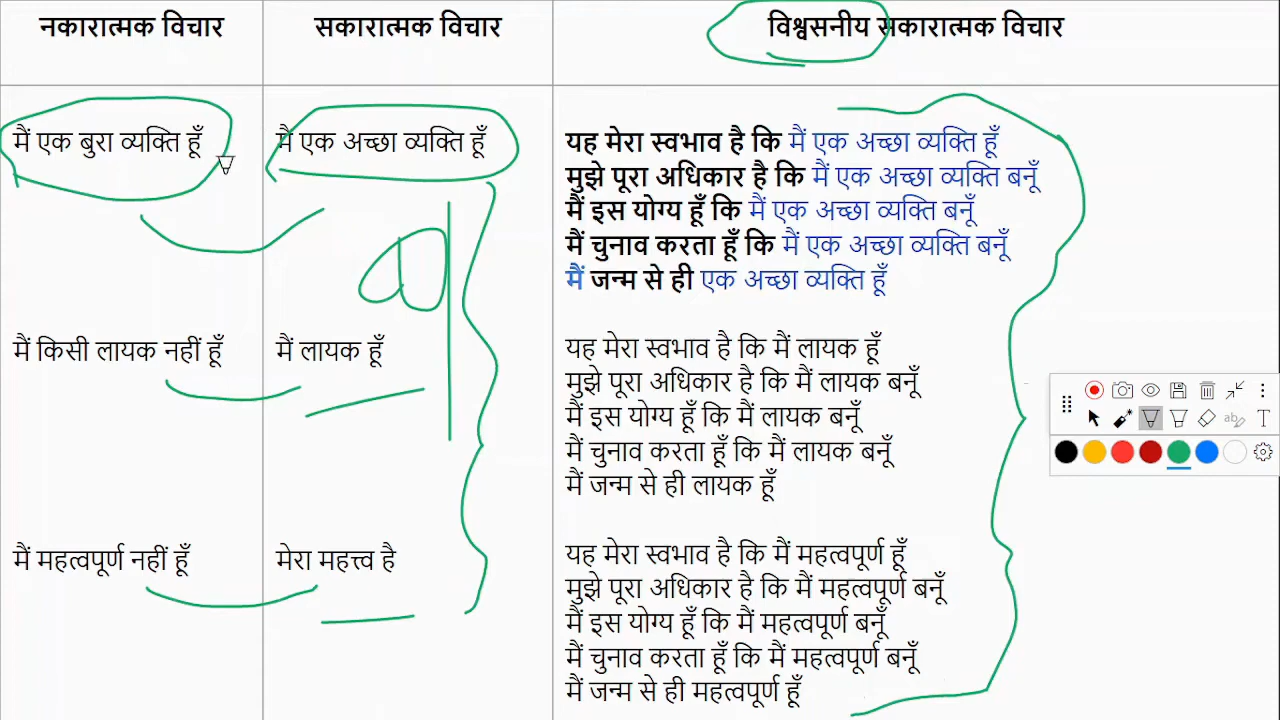 नकारात्मक विचार
सकारात्मक विचार
विश्वसनीय सकारात्मक विचार
मैं एक बुरा व्यक्ति हूँ
मै एक अच्छा व्यक्ति हूँ
यह मेरा स्वभाव है कि मैं एक अच्छा व्यक्ति हूँ
मुझे पूरा अधिकार है कि मैं एक अच्छा व्यक्ति बनूँ
मैं इस योग्य हूँ कि मैं एक अच्छा व्यक्ति बनूँ
मैं चुनाव करता हूँ कि मैं एक अच्छा व्यक्ति बनूँ
मैं जन्म से ही एक अच्छा व्यक्ति हूँ
मैं किसी लायक नहीं हूँ
मैं लायक हूँ
यह मेरा स्वभाव है कि मैं लायक हूँ
मुझे पूरा अधिकार है कि मैं लायक बनूँ
मैं इस योग्य हूँ कि मैं लायक बनूँ
मैं चुनाव करता हूँ कि मैं लायक बनूँ
मैं जन्म से ही लायक हूँ
मैं महत्वपूर्ण नहीं हूँ
मेरा महत्त्व है
यह मेरा स्वभाव है कि मैं महत्वपूर्ण हूँ
मुझे पूरा अधिकार है कि मैं महत्वपूर्ण बनूँ
मैं इस योग्य हूँ कि मैं महत्वपूर्ण बनूँ
मैं चुनाव करता हूँ कि मैं महत्वपूर्ण बनूँ
मैं जन्म से ही महत्वपूर्ण हूँ
ab
T